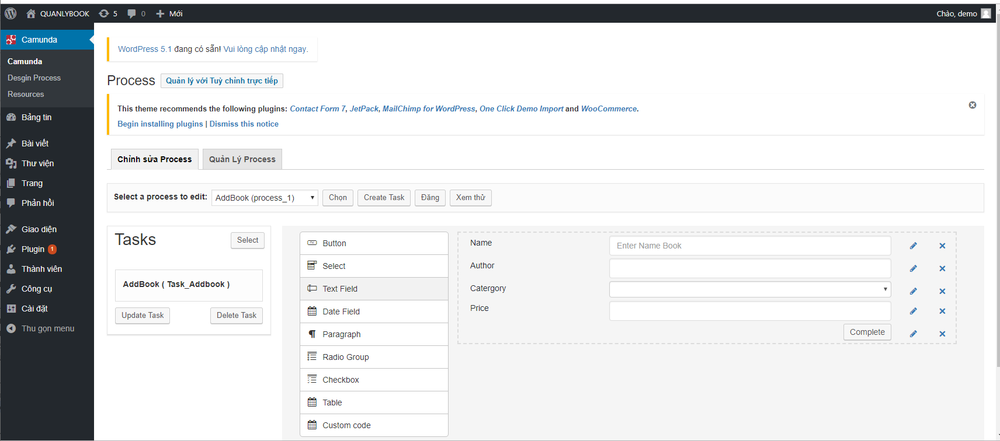 QUANLYBOOK 5 0 Mới Chào, demo
Camunda
Camunda
Desgin Process
Resources
Bảng tin
Bài viết
Thư viện
Trang
Phản hồi
Giao diện
Plugin 1
Thành viên
Công cụ
Cài đặt
Thu gọn menu
WordPress 5.1 đang có sẵn! Vui lòng cập nhật ngay.
Process Quản lý với Tuỳ chỉnh trực tiếp
This theme recommends the following plugins: Contact Form 7, JetPack, MailChimp for WordPress, One Click Demo Import and WooCommerce.
Begin installing plugins | Dismiss this notice
Chỉnh sửa Process Quản Lý Process
Select a process to edit: AddBook (process_1) Chọn Create Task Đăng Xem thử
Tasks Select
AddBook ( Task_Addbook )
Update Task Delete Task
Button
Select
Text Field
Date Field
Paragraph
Radio Group
Checkbox
Table
Custom code
Name Enter Name Book
Author
Catergory
Price
Complete